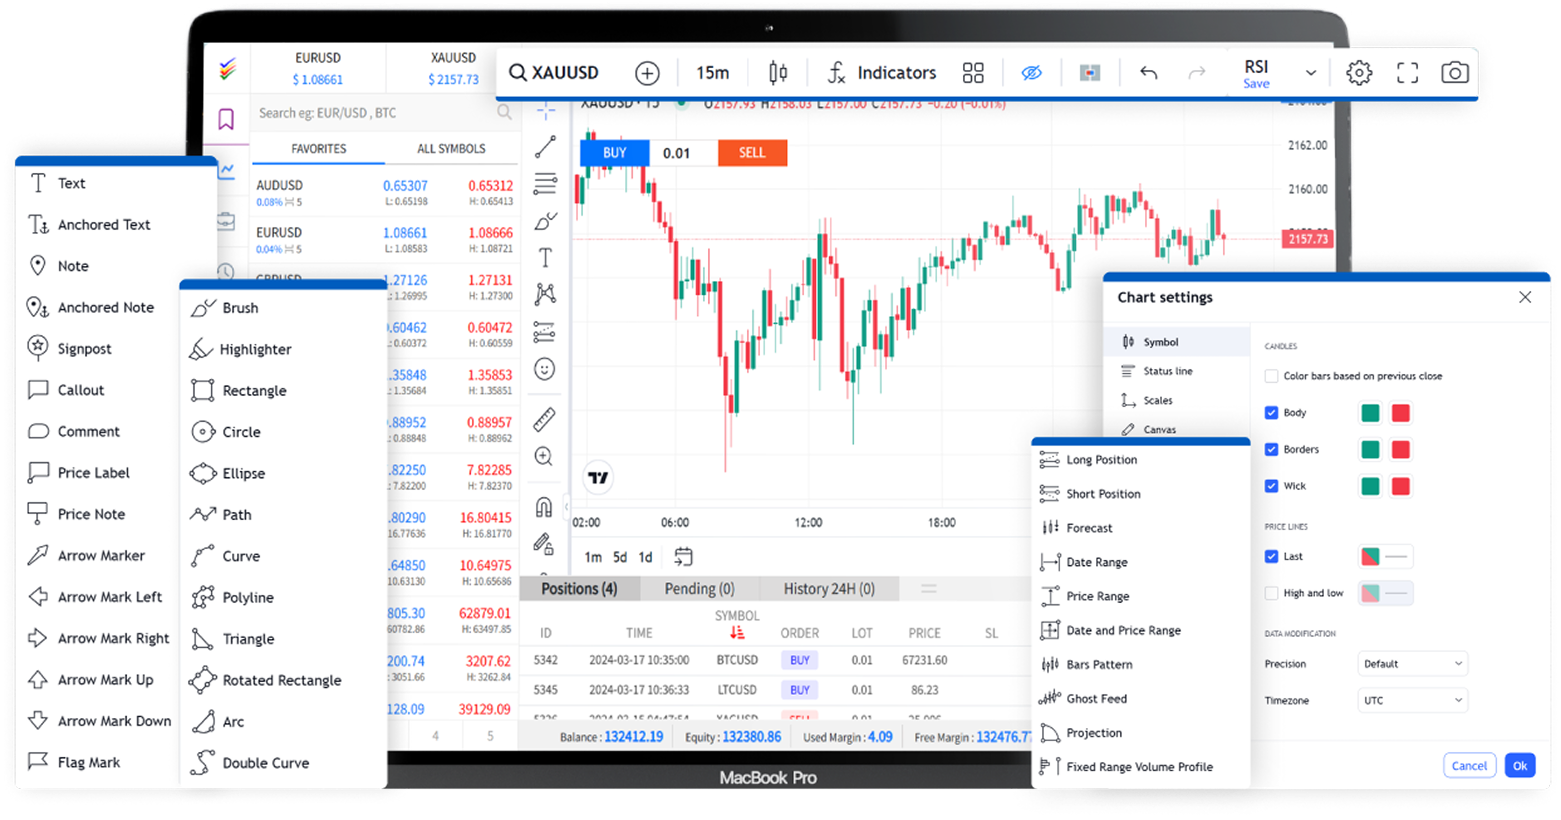 EURUSD
$ 1.08661
XAUUSD
$ 2157.73
XAUUSD
15m
Indicators
RSI
Save
Search eg: EUR/USD , BTC
FAVORITES
ALL SYMBOLS
AUDUSD 0.65307 0.65312
0.08% 5 L: 0.65198 H: 0.65413
EURUSD 1.08661 1.08666
0.04% 5 L: 1.08583 H: 1.08721
1.27126 1.27131
L: 1.26995 H: 1.27300
0.60462 0.60472
0.60372 H: 0.60559
.35848 1.35853
: 1.35684 H: 1.35851
.88952 0.88957
: 0.88848 H: 0.88962
.82250 7.82285
: 7.82200 H: 7.82370
.80290 16.80415
16.77636 H: 16.81770
.64850 10.64975
10.63130 H: 10.65686
805.30 62879.01
60782.86 H: 63497.85
200.74 3207.62
: 3051.66 H: 3262.84
128.09 39129.09
4 5
XAUUSD · 15 O2157.93 H2158.03 L2157.00 C2157.73 -0.20 (-0.01%)
BUY 0.01 SELL
2162.00
2160.00
2157.73
02:00 06:00 12:00 18:00
1m 5d 1d
Positions (4) Pending (0) History 24H (0)
ID TIME SYMBOL ORDER LOT PRICE SL
5342 2024-03-17 10:35:00 BTCUSD BUY 0.01 67231.60
5345 2024-03-17 10:36:33 LTCUSD BUY 0.01 86.23
Balance : 132412.19 Equity : 132380.86 Used Margin : 4.09 Free Margin : 132476.77
MacBook Pro
Text
Anchored Text
Note
Anchored Note
Signpost
Callout
Comment
Price Label
Price Note
Arrow Marker
Arrow Mark Left
Arrow Mark Right
Arrow Mark Up
Arrow Mark Down
Flag Mark
Brush
Highlighter
Rectangle
Circle
Ellipse
Path
Curve
Polyline
Triangle
Rotated Rectangle
Arc
Double Curve
Long Position
Short Position
Forecast
Date Range
Price Range
Date and Price Range
Bars Pattern
Ghost Feed
Projection
Fixed Range Volume Profile
Chart settings
Symbol
Status line
Scales
Canvas
CANDLES
Color bars based on previous close
Body
Borders
Wick
PRICE LINES
Last
High and low
DATA MODIFICATION
Precision Default
Timezone UTC
Cancel Ok